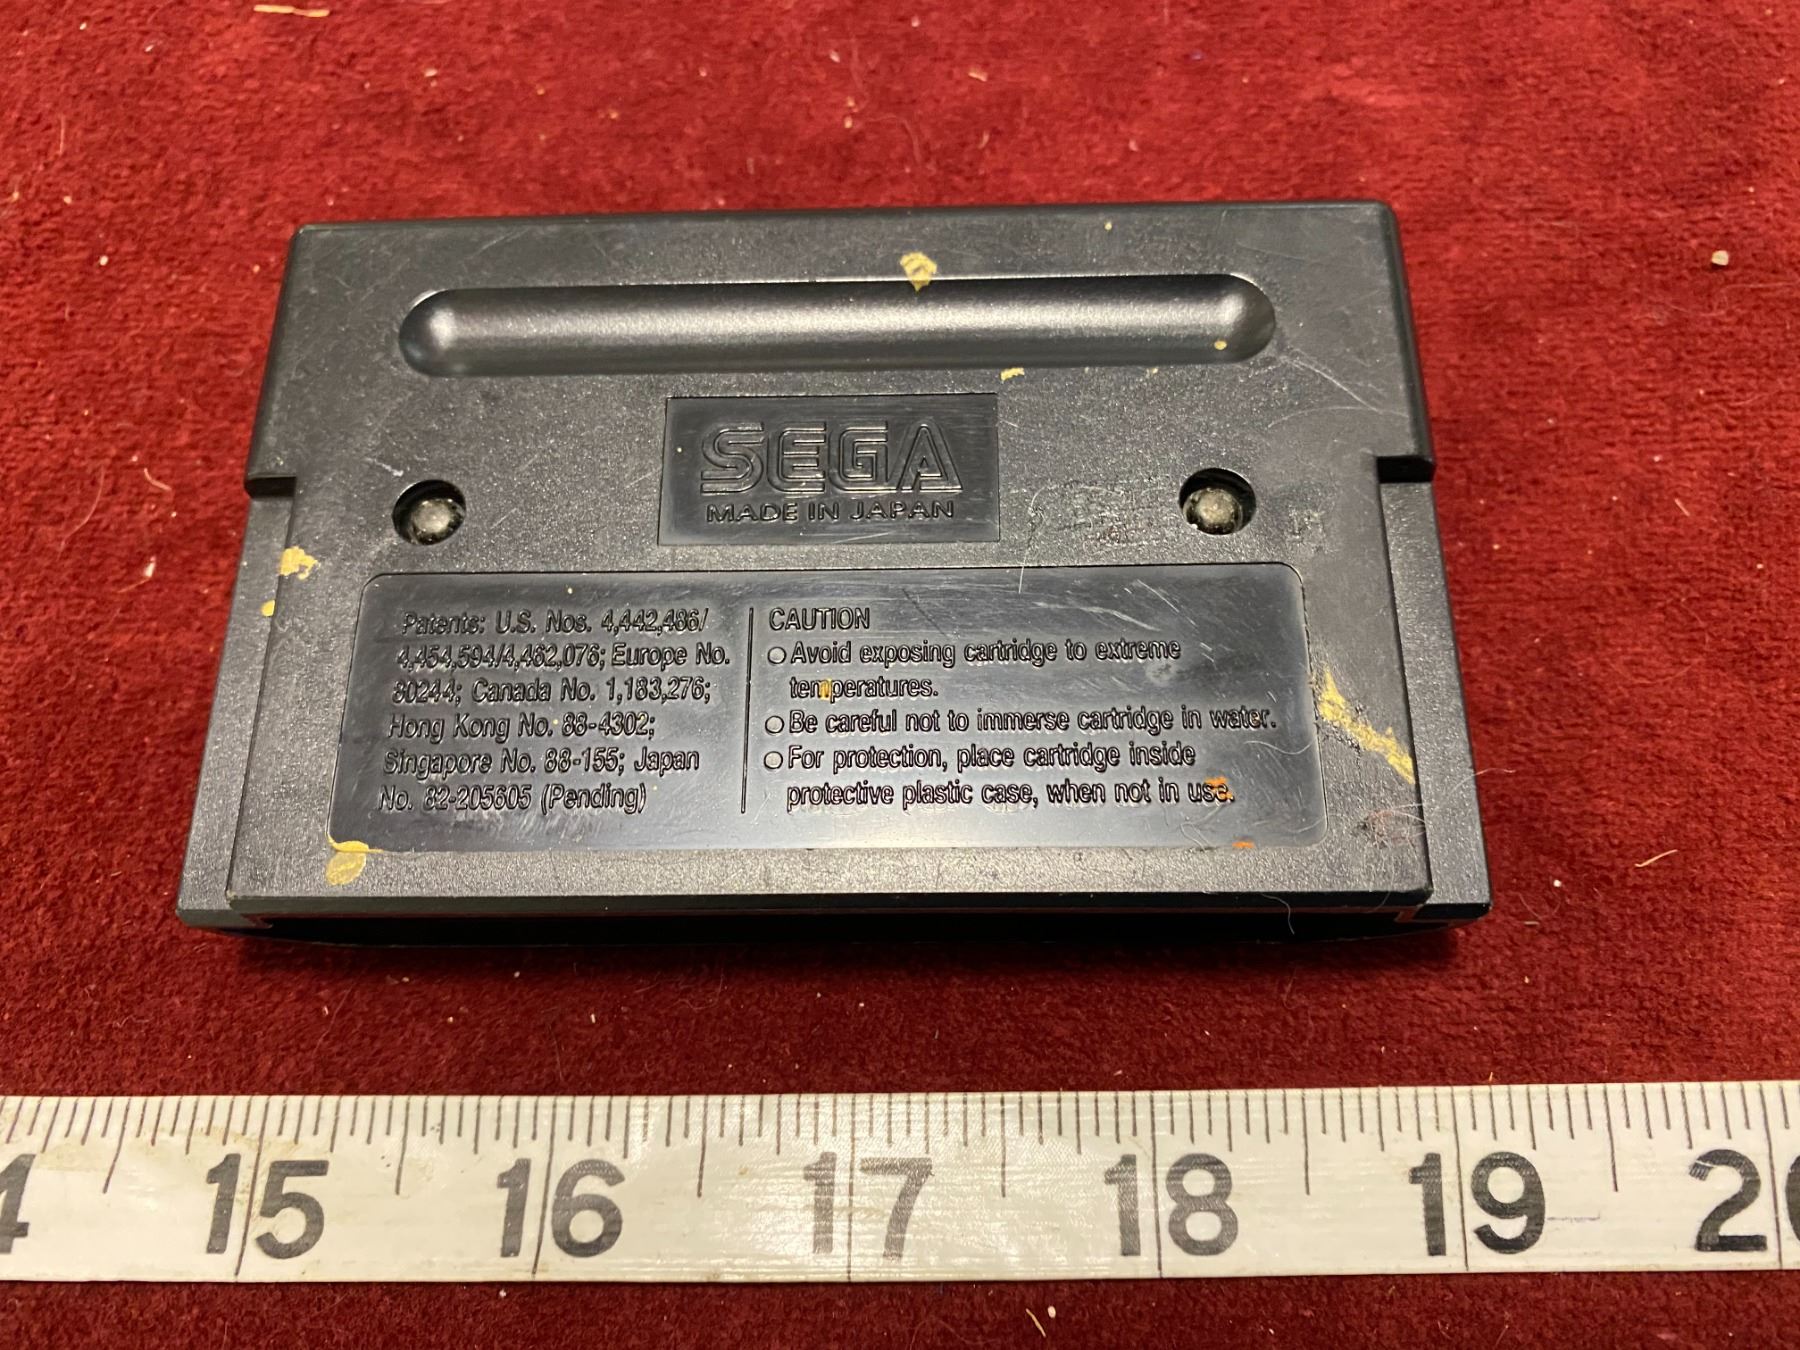 SEGA
MADE IN JAPAN
Patents: U.S. Nos. 4,442,486/
4,454,594/4,462,076; Europe No.
80244; Canada No. 1,183,276;
Hong Kong No. 88-4302;
Singapore No. 88-155; Japan
No. 82-205605 (Pending)
CAUTION
○ Avoid exposing cartridge to extreme
temperatures.
○ Be careful not to immerse cartridge in water.
○ For protection, place cartridge inside
protective plastic case, when not in use.
4 15 16 17 18 19 20